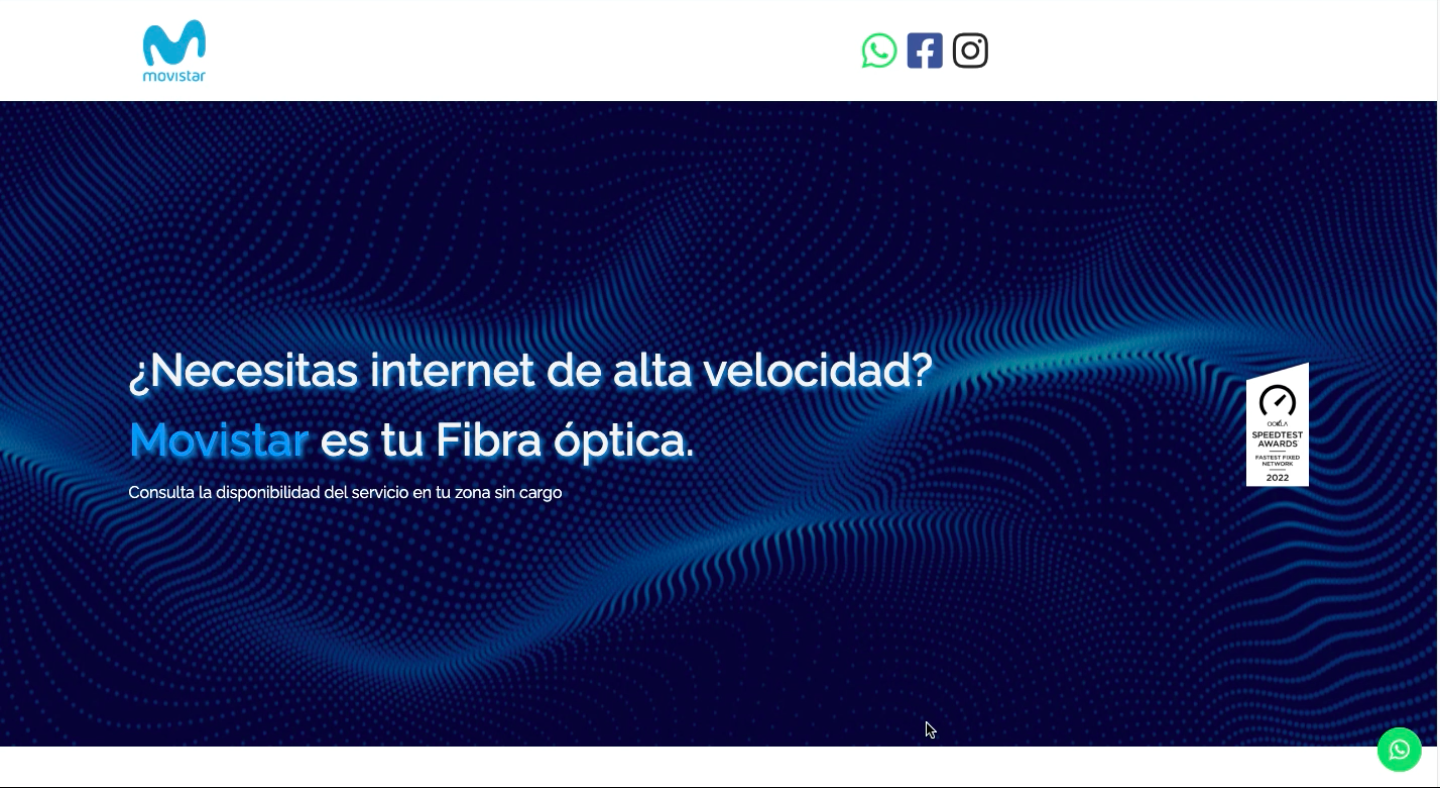 movistar
¿Necesitas internet de alta velocidad?
Movistar es tu Fibra óptica.
Consulta la disponibilidad del servicio en tu zona sin cargo
OOKLA
SPEEDTEST
AWARDS
FASTEST FIXED
NETWORK
2022